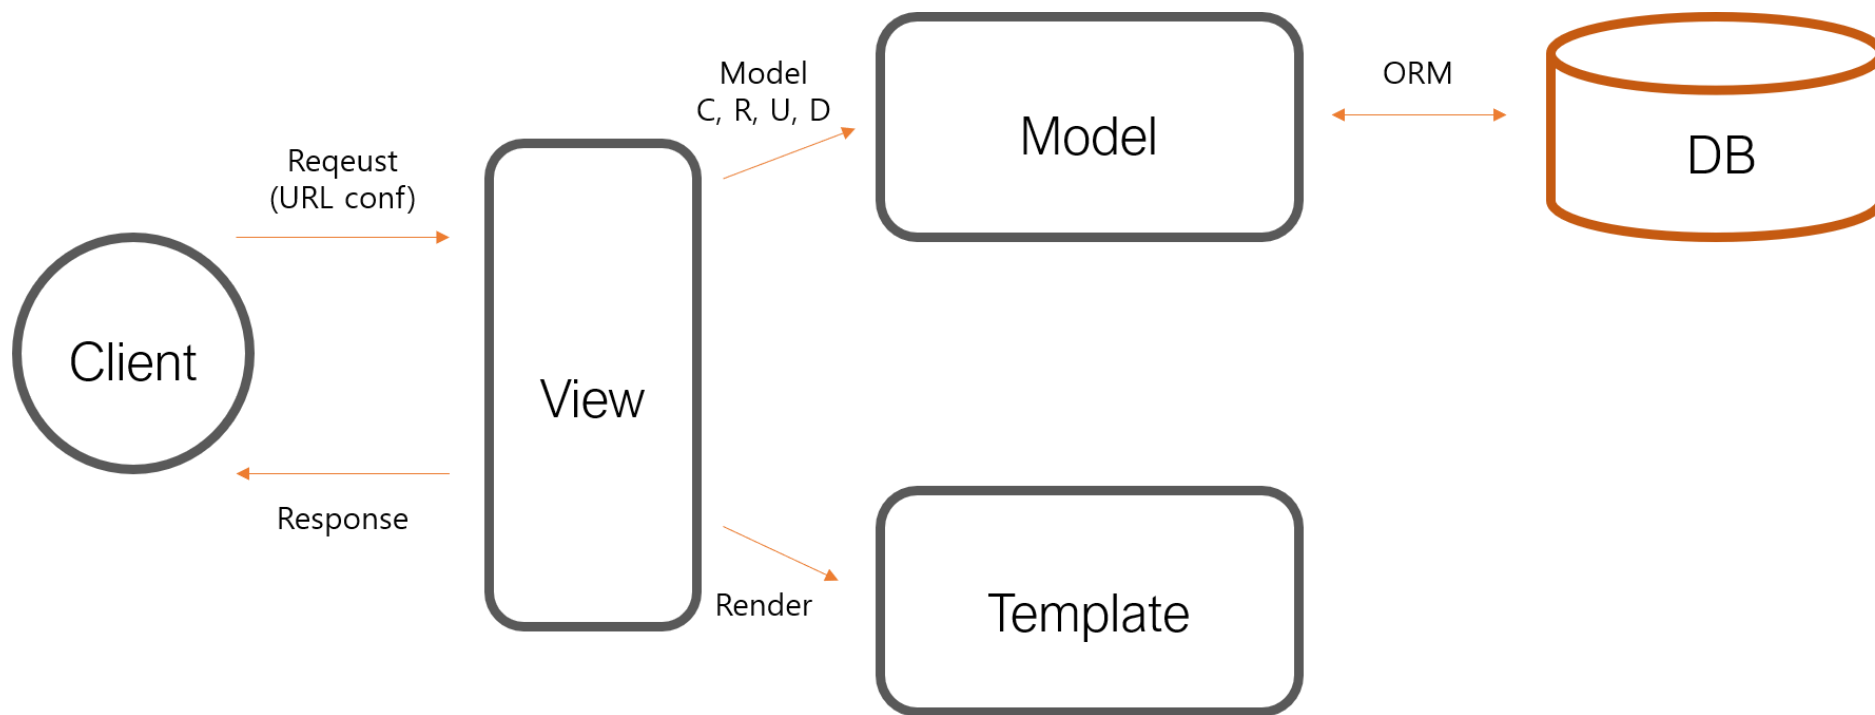 Model
C, R, U, D
ORM
Model
DB
Reqeust
(URL conf)
Client
View
Response
Render
Template